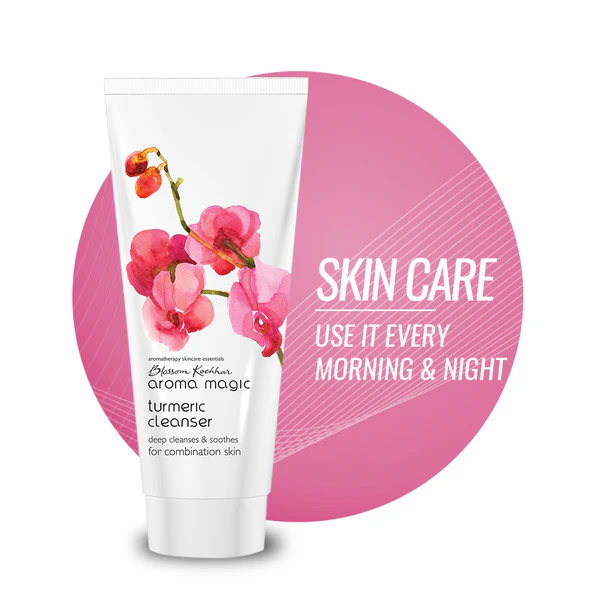 aromatherapy skincare essentials
Blossom Kochhar
aroma magic
turmeric
cleanser
deep cleanses & soothes
for combination skin
SKIN CARE
USE IT EVERY
MORNING & NIGHT